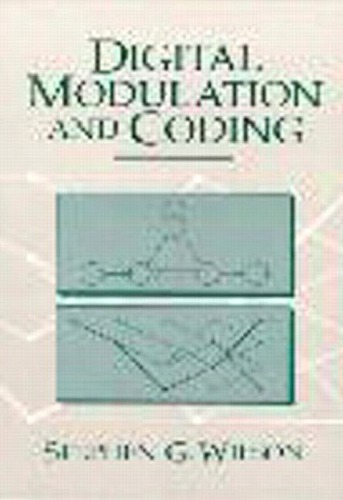 DIGITAL
MODULATION
AND CODING
STEPHEN G. WILSON